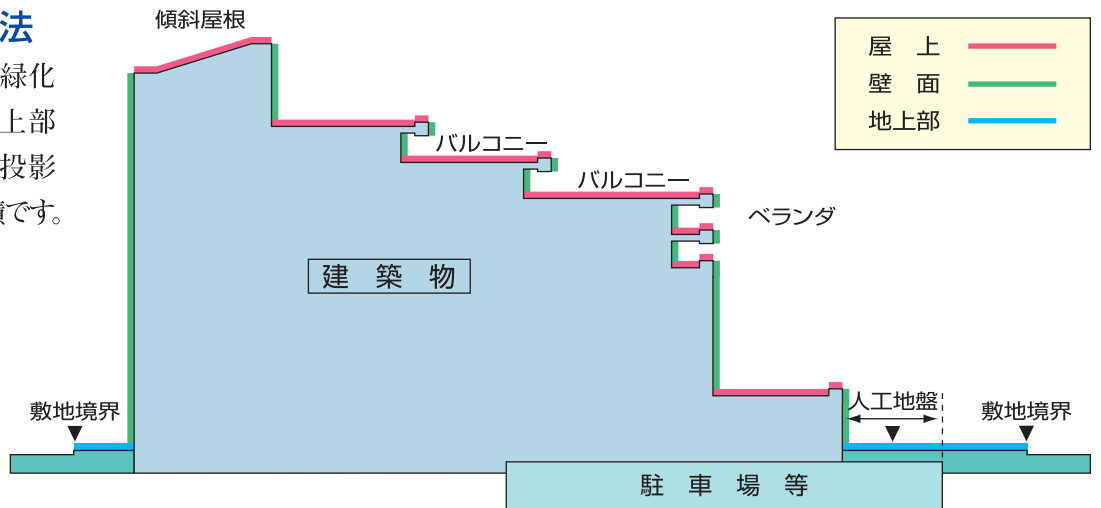 法
緑化
上部
投影
です。
傾斜屋根
屋 上
壁 面
地上部
バルコニー
バルコニー
ベランダ
建 築 物
敷地境界
人工地盤
敷地境界
駐 車 場 等